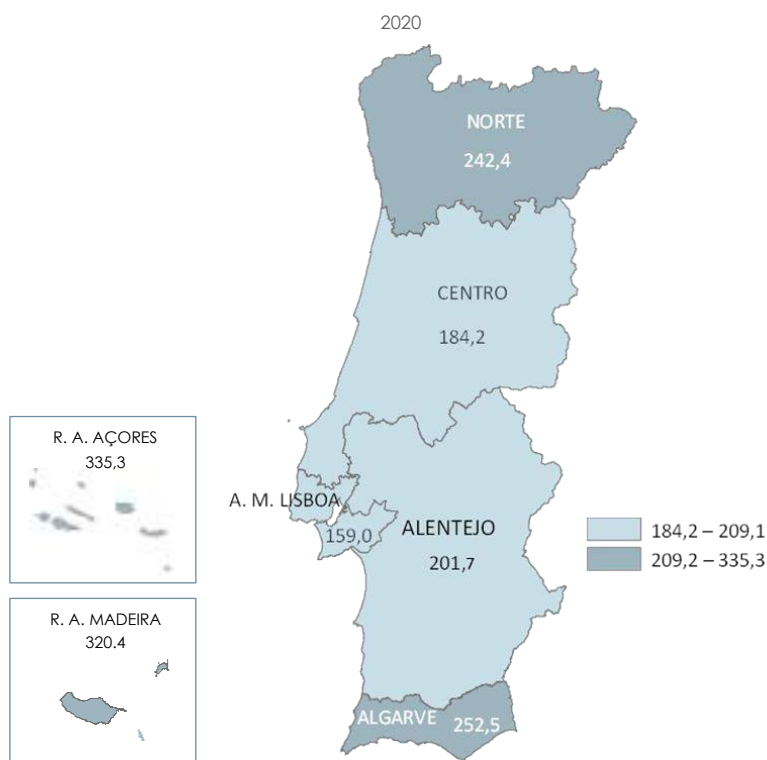 2020
NORTE
242,4
CENTRO
184,2
R. A. AÇORES
335,3
A. M. LISBOA
159,0
ALENTEJO
201,7
184,2 – 209,1
209,2 – 335,3
R. A. MADEIRA
320.4
ALGARVE 252,5